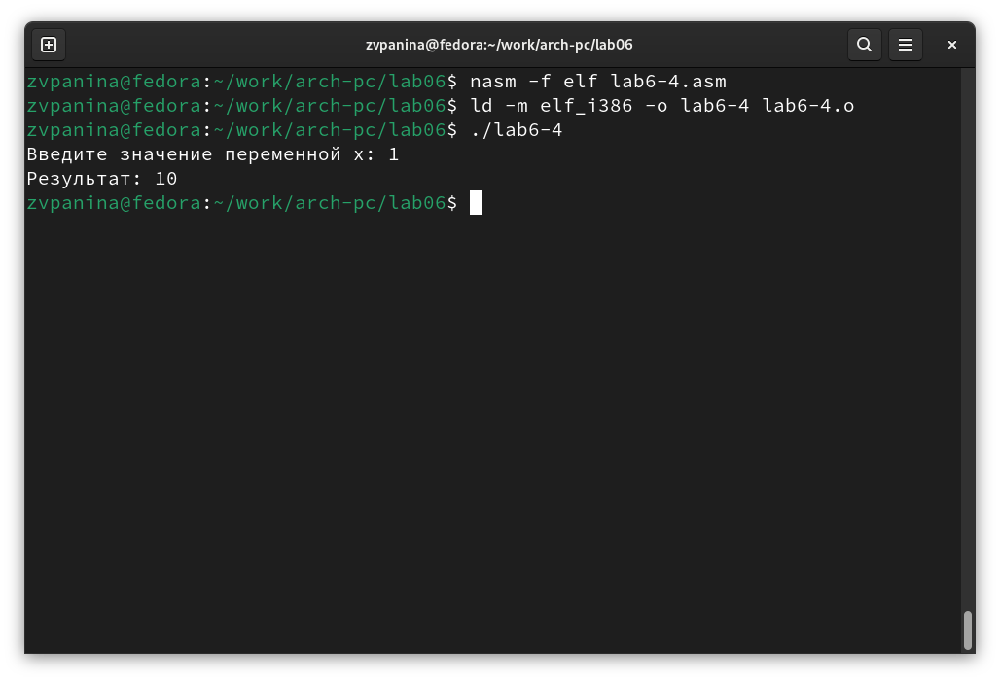 zvpanina@fedora:~/work/arch-pc/lab06
zvpanina@fedora:~/work/arch-pc/lab06$ nasm -f elf lab6-4.asm
zvpanina@fedora:~/work/arch-pc/lab06$ ld -m elf_i386 -o lab6-4 lab6-4.o
zvpanina@fedora:~/work/arch-pc/lab06$ ./lab6-4
Введите значение переменной x: 1
Результат: 10
zvpanina@fedora:~/work/arch-pc/lab06$